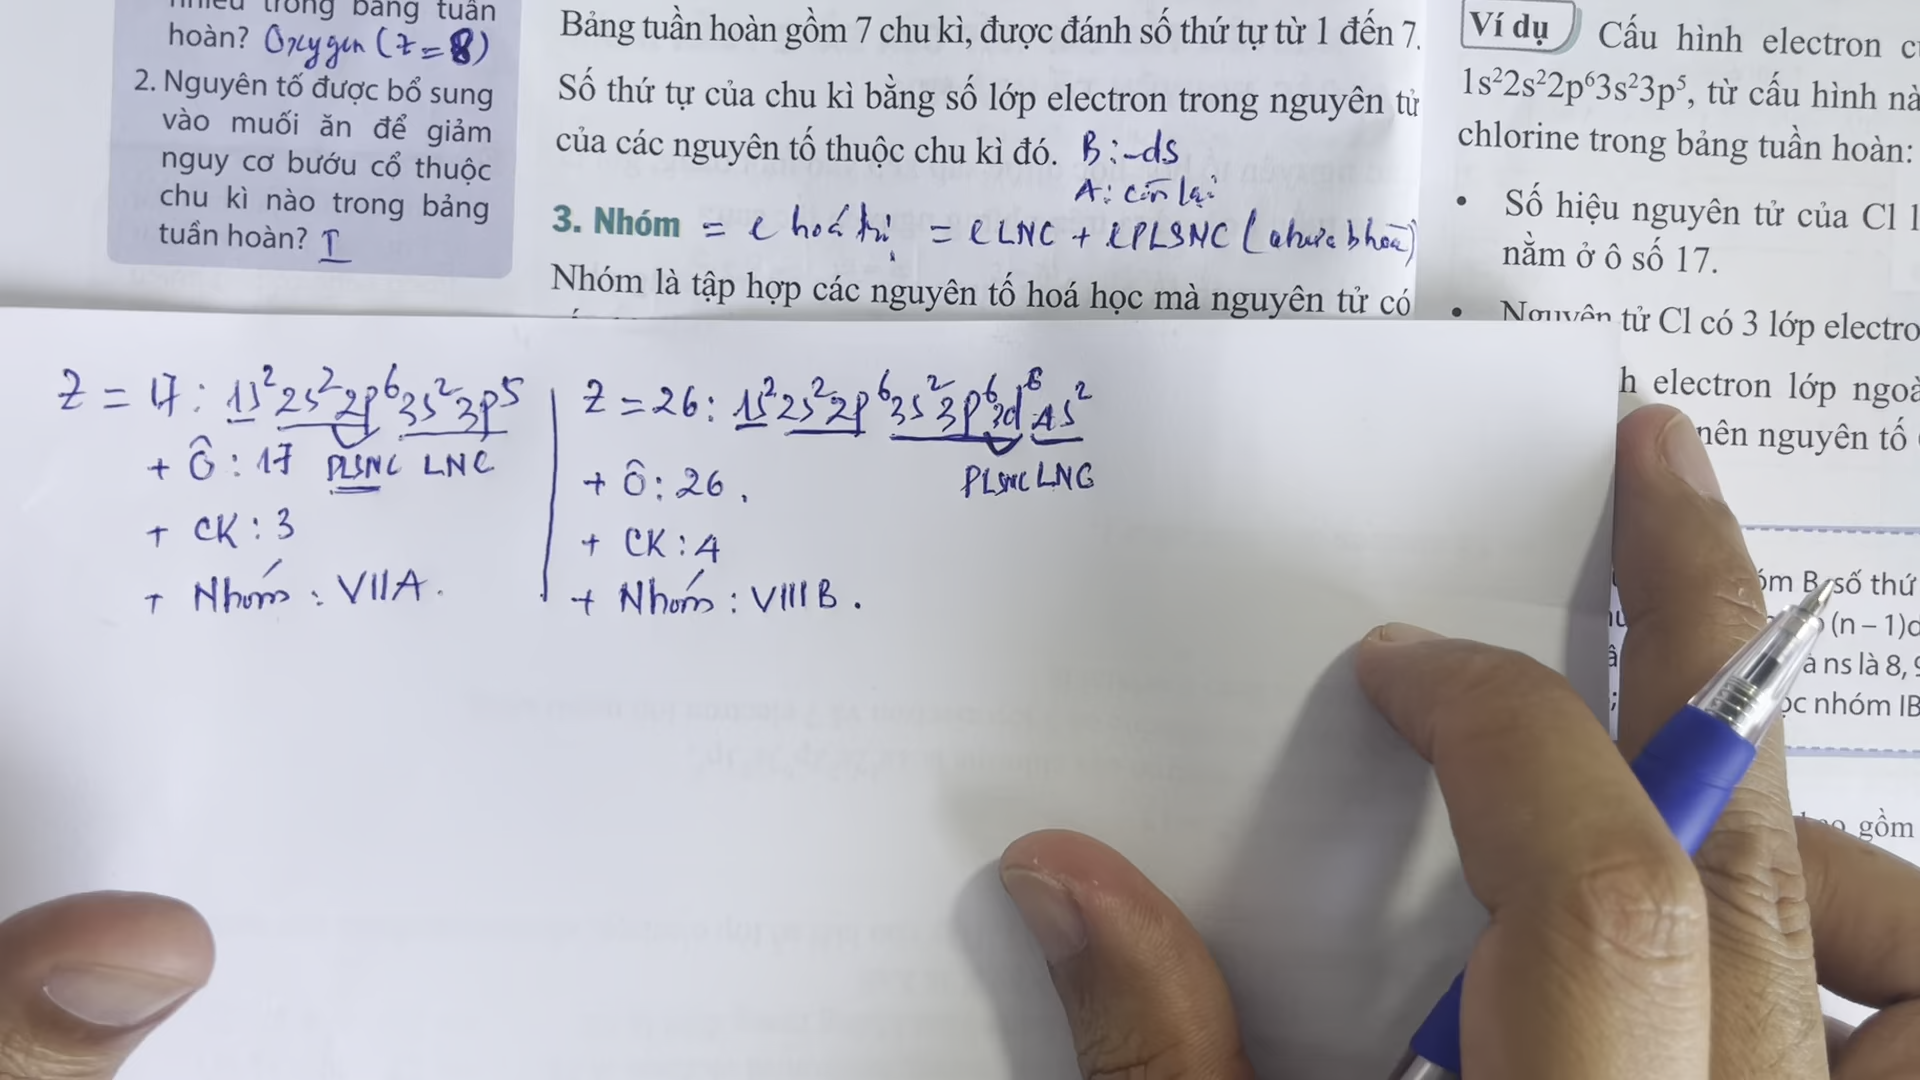 trong bảng tuần
hoàn? Oxygen (Z=8)
2. Nguyên tố được bổ sung
vào muối ăn để giảm
nguy cơ bướu cổ thuộc
chu kì nào trong bảng
tuần hoàn? I
Bảng tuần hoàn gồm 7 chu kì, được đánh số thứ tự từ 1 đến 7.
Số thứ tự của chu kì bằng số lớp electron trong nguyên tử
của các nguyên tố thuộc chu kì đó. B: -ds
A: còn lại
3. Nhóm = e hoá trị = eLNC + ePLSNC (chưa b hoà)
Nhóm là tập hợp các nguyên tố hoá học mà nguyên tử có
Ví dụ Cấu hình electron
1s²2s²2p⁶3s²3p⁵, từ cấu hình
chlorine trong bảng tuần hoàn:
• Số hiệu nguyên tử của Cl
nằm ở ô số 17.
• Nguyên tử Cl có 3 lớp
electron lớp
nên nguyên tố
số thứ
(n – 1)d
ns là 8,
nhóm IB
gồm
Z = 17: 1s²2s²2p⁶3s²3p⁵
PLSNC LNC
+ Ô: 17
+ CK: 3
+ Nhóm: VIIA.
Z = 26: 1s²2s²2p⁶3s²3p⁶3d⁶4s²
PLSNC LNC
+ Ô: 26.
+ CK: 4
+ Nhóm: VIIIB.